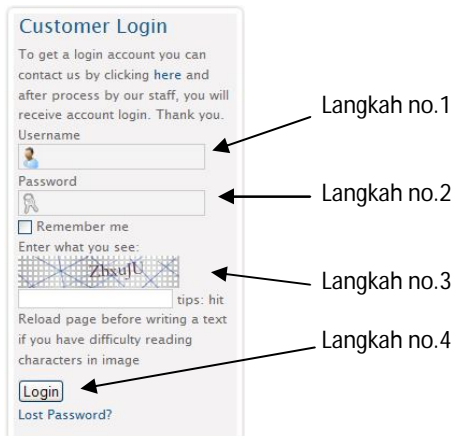 Customer Login
To get a login account you can
contact us by clicking here and
after process by our staff, you will
receive account login. Thank you.
Username
Langkah no.1
Password
Langkah no.2
Remember me
Enter what you see:
ZhxuJU
Langkah no.3
tips: hit
Reload page before writing a text
if you have difficulty reading
characters in image
Langkah no.4
Login
Lost Password?